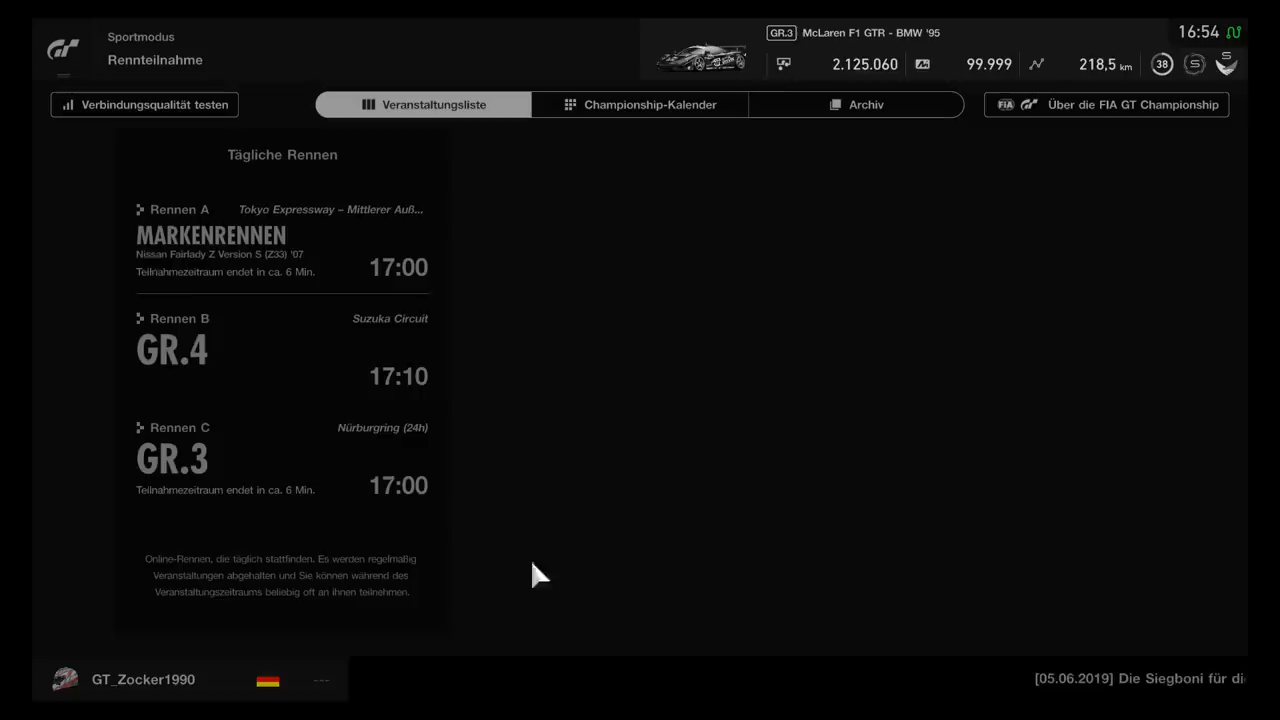 Sportmodus
Rennteilnahme
GR.3 McLaren F1 GTR - BMW '95
16:54
2.125.060
99.999
218,5 km
38
S
S
Verbindungsqualität testen
Veranstaltungsliste
Championship-Kalender
Archiv
FIA GT Über die FIA GT Championship
Tägliche Rennen
Rennen A Tokyo Expressway – Mittlerer Auß...
MARKENRENNEN
Nissan Fairlady Z Version S (Z33) '07
Teilnahmezeitraum endet in ca. 6 Min.
17:00
Rennen B Suzuka Circuit
GR.4
17:10
Rennen C Nürburgring (24h)
GR.3
Teilnahmezeitraum endet in ca. 6 Min.
17:00
Online-Rennen, die täglich stattfinden. Es werden regelmäßig
Veranstaltungen abgehalten und Sie können während des
Veranstaltungszeitraums beliebig oft an ihnen teilnehmen.
GT_Zocker1990
---
[05.06.2019] Die Siegboni für di